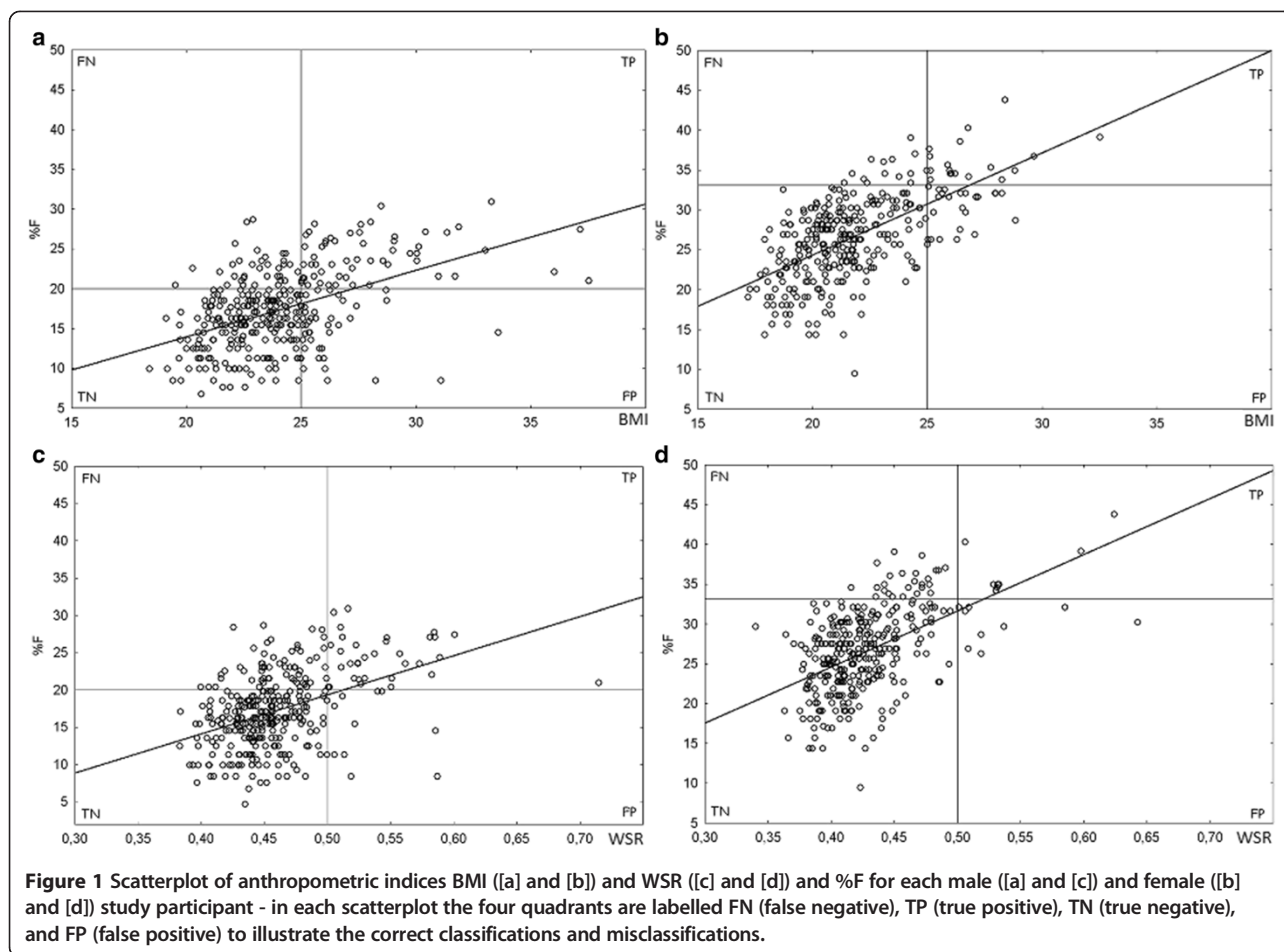 a
50
FN
TP
45
40
35
30
%F
25
20
15
10
TN
FP
5
15
20
25
30
35
BMI
b
50
FN
TP
45
40
35
30
%F
25
20
15
10
TN
FP
5
15
20
25
30
35
BMI
c
50
FN
TP
45
40
35
30
%F
25
20
15
10
5
TN
FP
0,30
0,40
0,45
0,50
0,55
0,60
0,70
WSR
d
50
FN
TP
45
40
35
30
%F
25
20
15
10
5
TN
FP
0,30
0,35
0,40
0,45
0,50
0,55
0,60
0,65
0,70
WSR
Figure 1 Scatterplot of anthropometric indices BMI ([a] and [b]) and WSR ([c] and [d]) and %F for each male ([a] and [c]) and female ([b]
and [d]) study participant - in each scatterplot the four quadrants are labelled FN (false negative), TP (true positive), TN (true negative),
and FP (false positive) to illustrate the correct classifications and misclassifications.